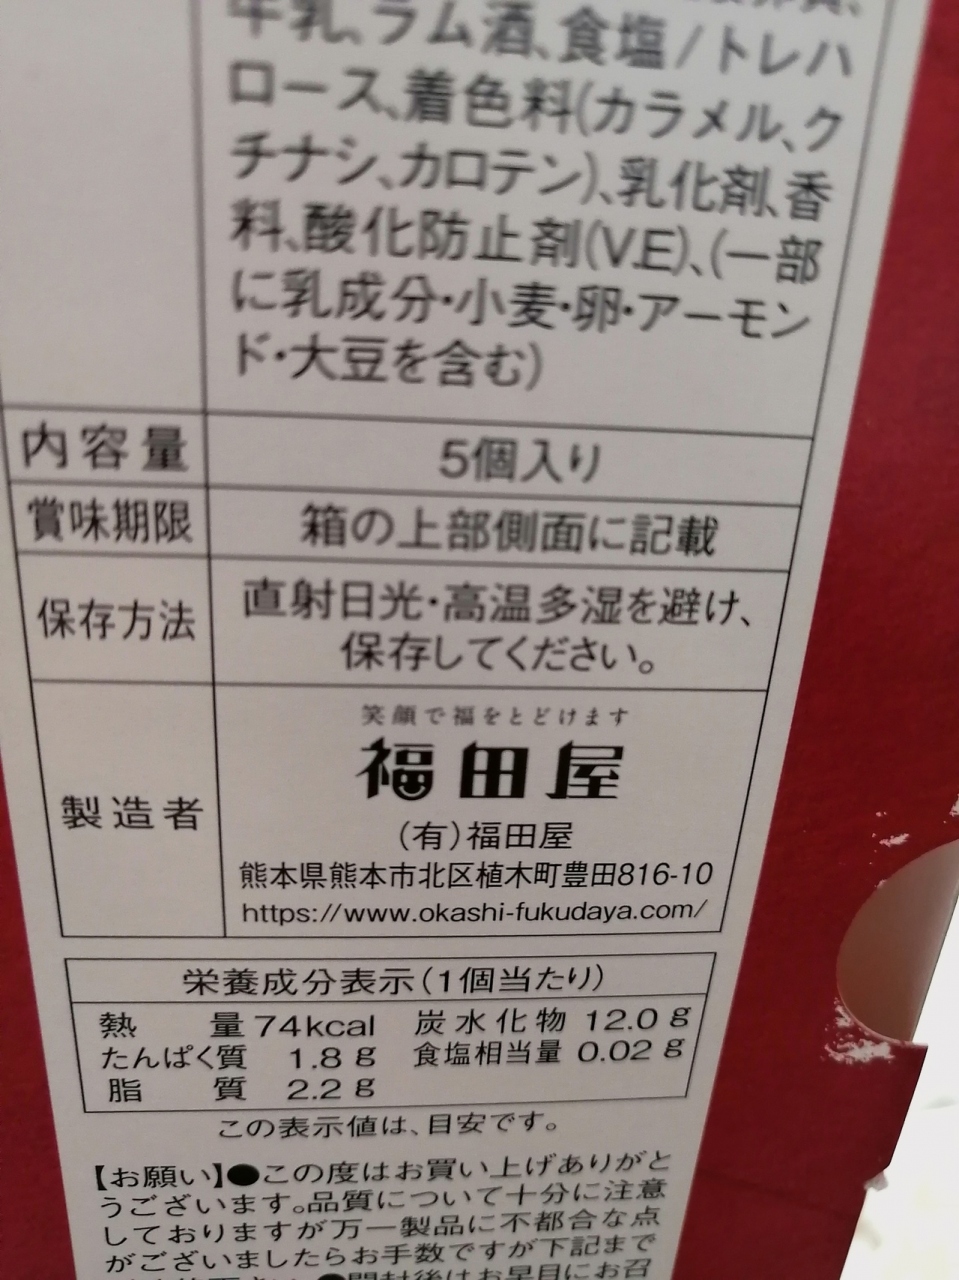 牛乳、ラム酒、食塩/トレハ
ロース、着色料(カラメル、ク
チナシ、カロテン)、乳化剤、香
料、酸化防止剤(V.E)、(一部
に乳成分・小麦・卵・アーモン
ド・大豆を含む)
内容量 5個入り
賞味期限 箱の上部側面に記載
保存方法 直射日光・高温多湿を避け、
保存してください。
製造者
笑顔で福をとどけます
福田屋
(有)福田屋
熊本県熊本市北区植木町豊田816-10
https://www.okashi-fukudaya.com/
栄養成分表示(1個当たり)
熱量 74kcal 炭水化物 12.0g
たんぱく質 1.8g 食塩相当量 0.02g
脂質 2.2g
この表示値は、目安です。
【お願い】●この度はお買い上げありがと
うございます。品質について十分に注意
しておりますが万一製品に不都合な点
がございましたらお手数ですが下記まで
●開封後はお早目にお召